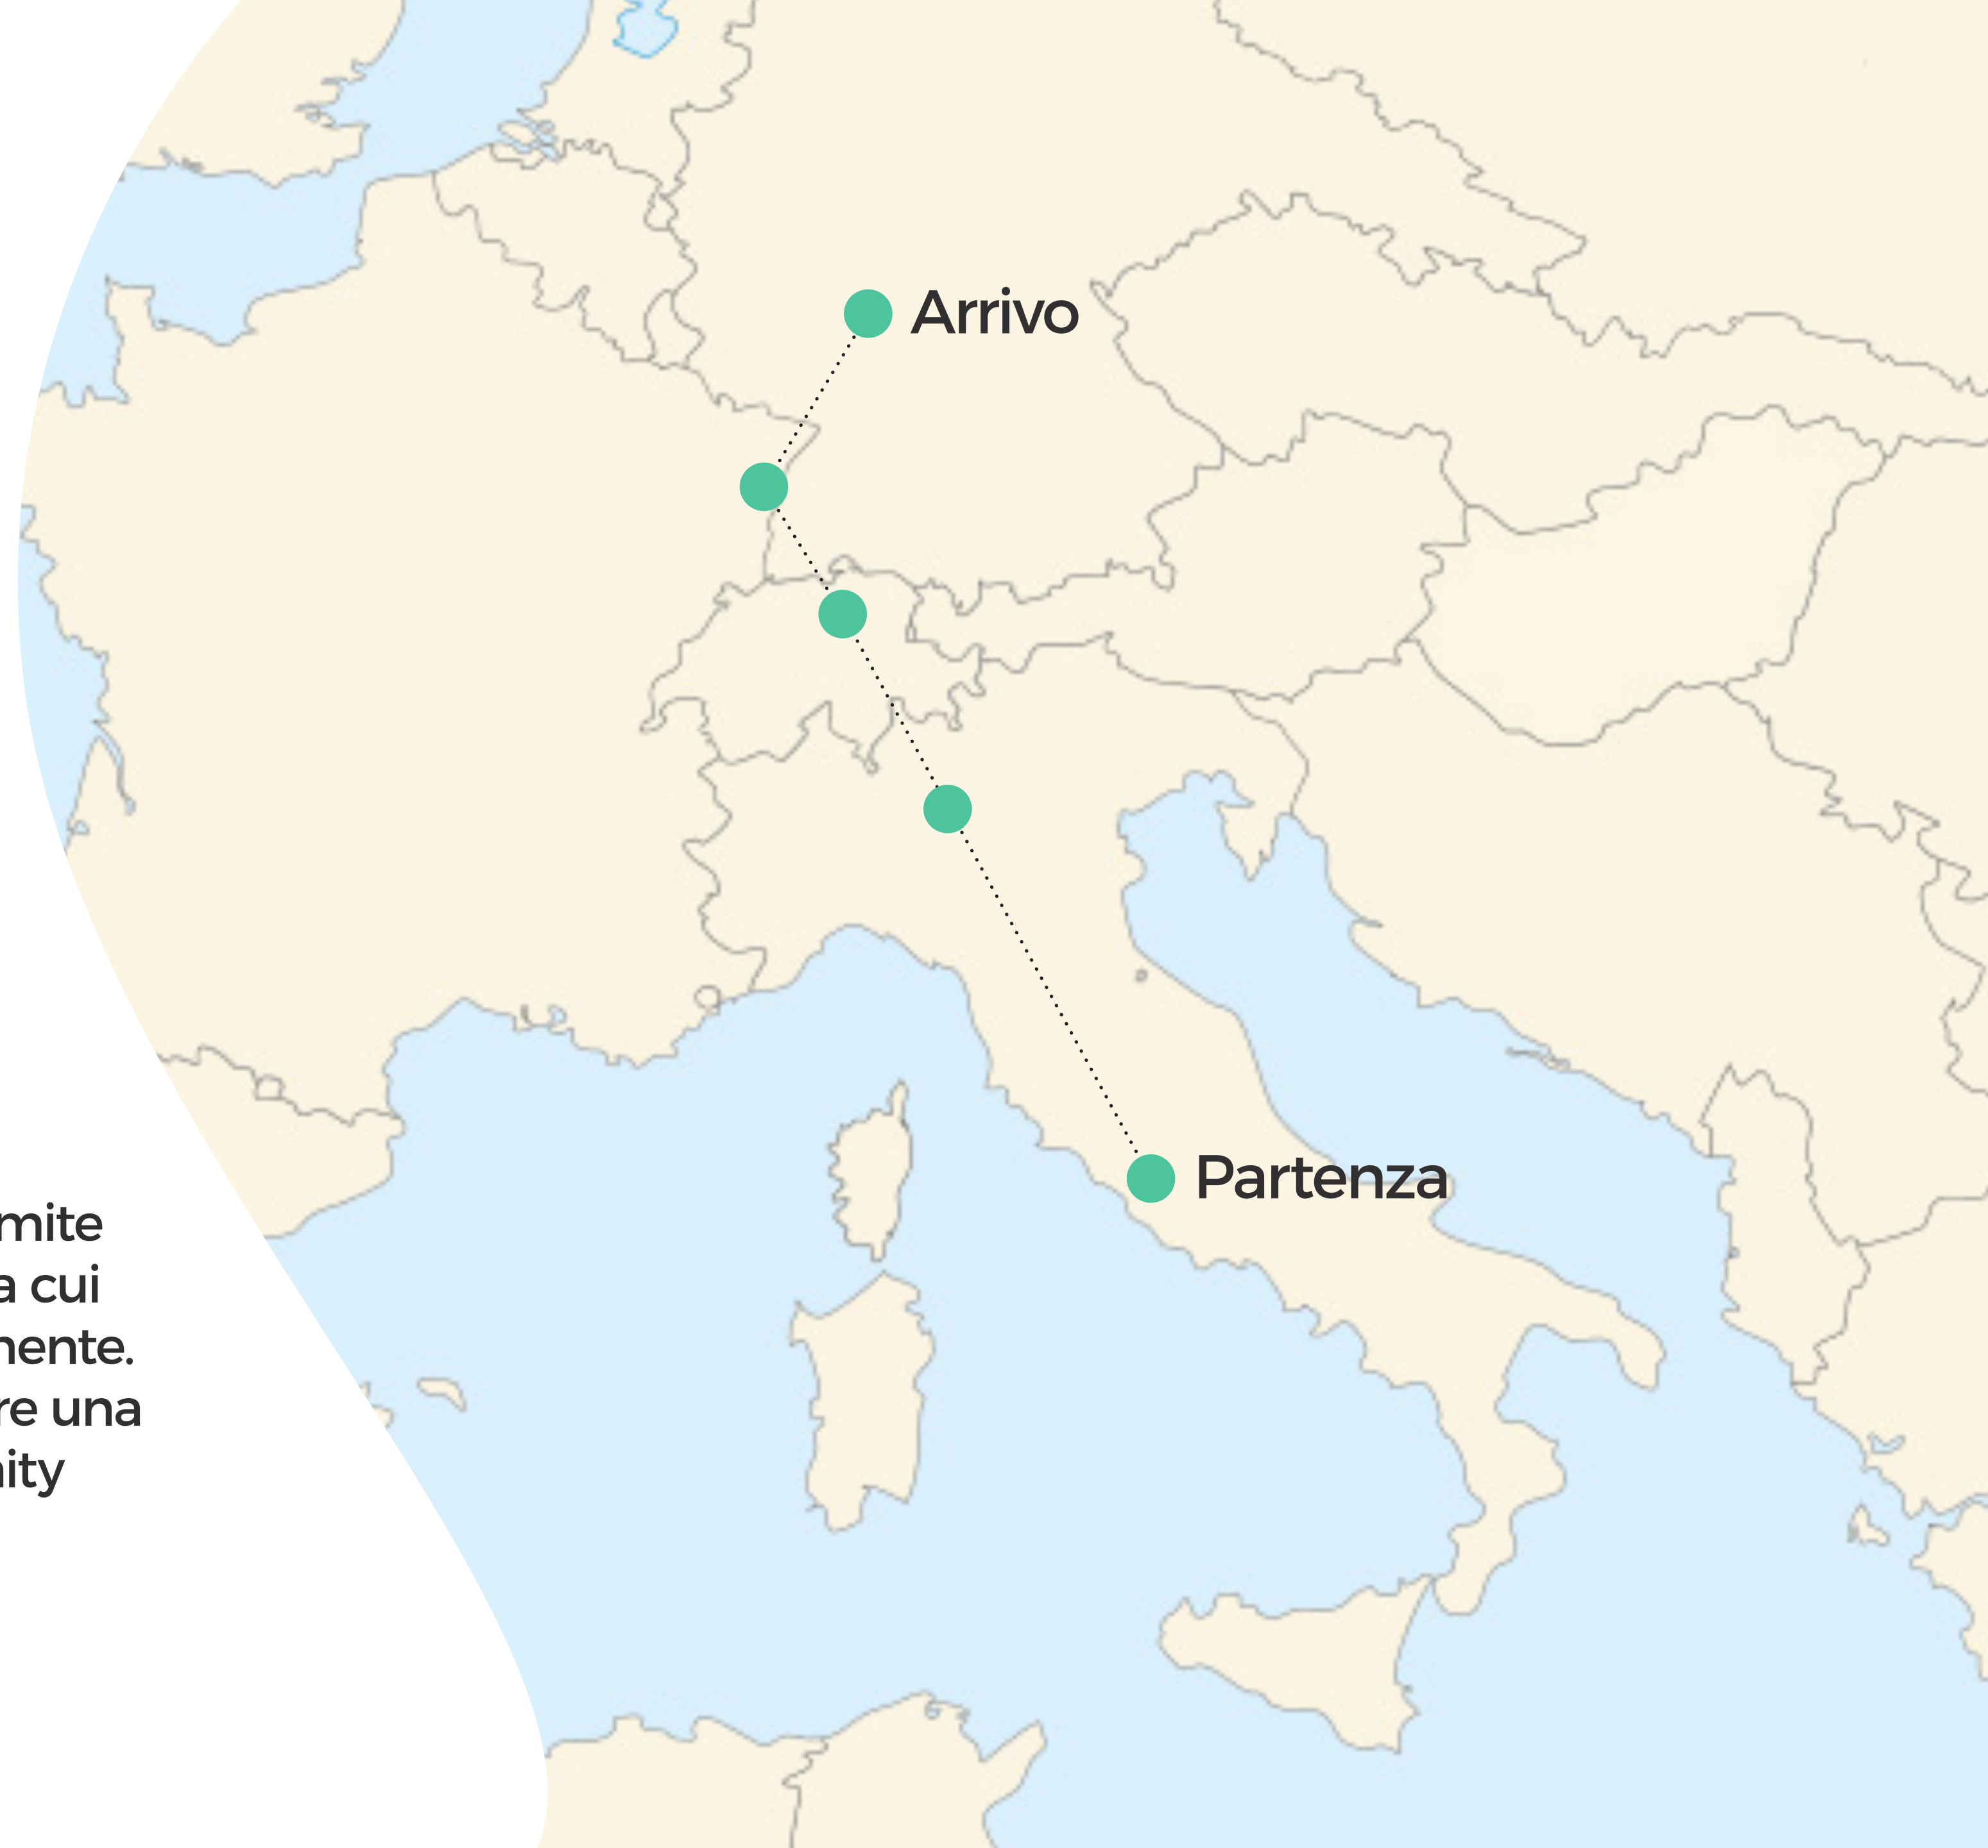 Arrivo
Partenza
mite
a cui
nente.
re una
nity